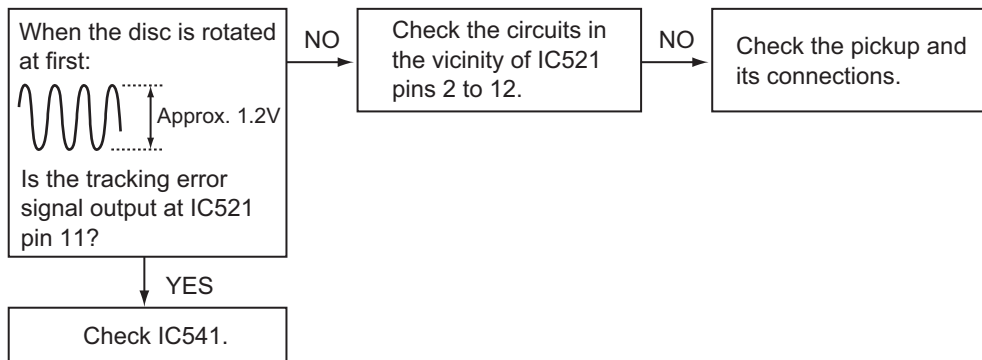 When the disc is rotated
at first:
Approx. 1.2V
Is the tracking error
signal output at IC521
pin 11?
NO
Check the circuits in
the vicinity of IC521
pins 2 to 12.
NO
Check the pickup and
its connections.
YES
Check IC541.